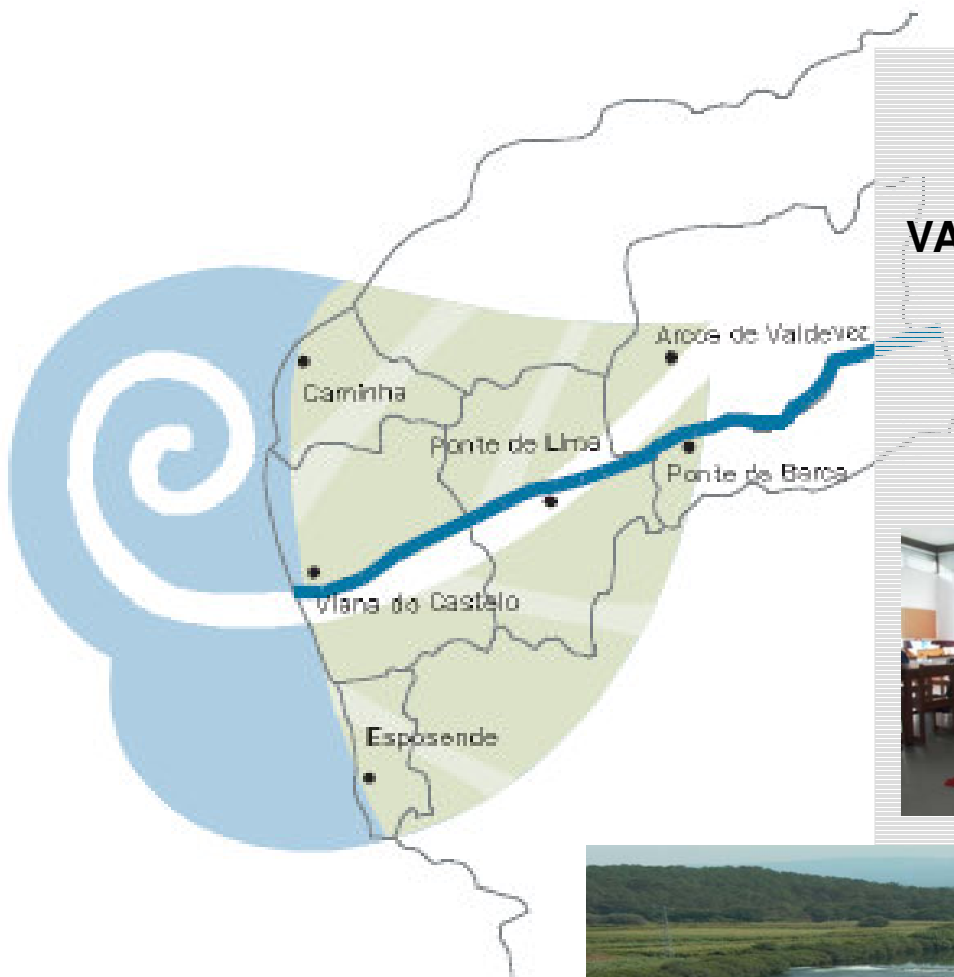 VA
Arcos de Valdevez
Caminha
Ponte de Lima
Ponte da Barca
Viana do Castelo
Esposende